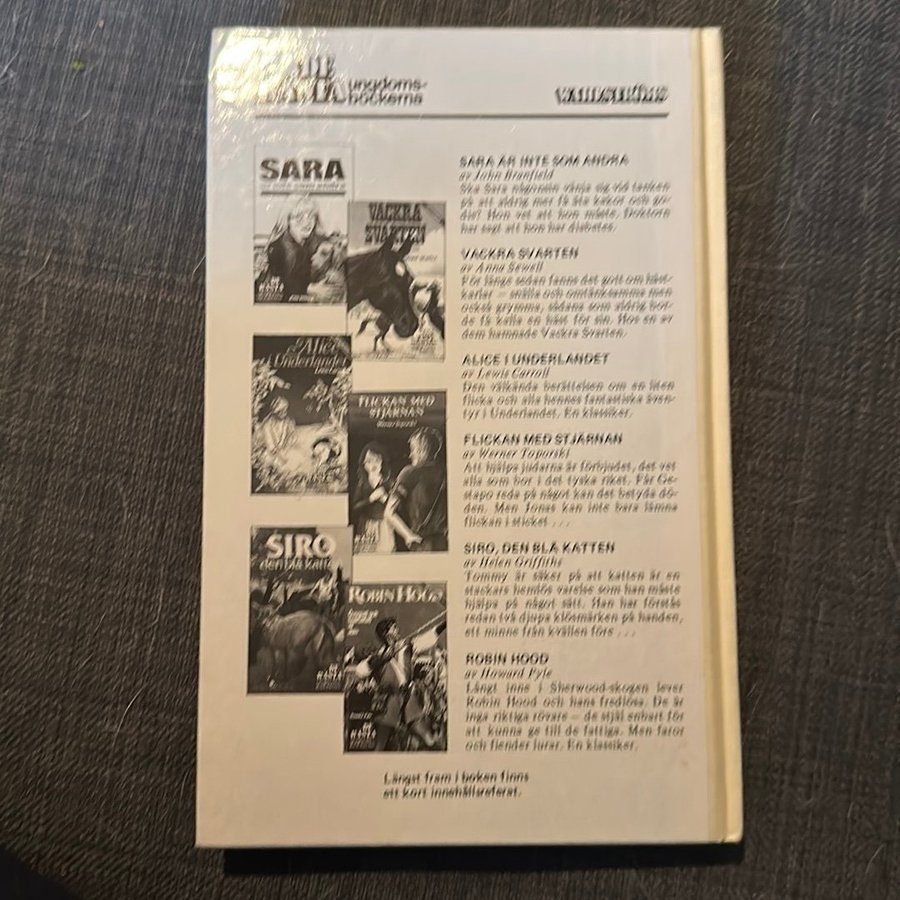 DE
BÄSTA ungdoms-
böckerna
WAHLSTRÖMS
SARA
är inte som andra
VACKRA
SVARTEN
Alice
i Underlandet
FLICKAN MED
STJÄRNAN
Werner Toporski
SIRO
den blå katten
ROBIN HOOD
SARA ÄR INTE SOM ANDRA
av John Branfield
Ska Sara någonsin vänja sig vid tanken
på att aldrig mer få äta kakor och go-
dis? Hon vet att hon måste. Doktorn
har sagt att hon har diabetes.
VACKRA SVARTEN
av Anna Sewell
För länge sedan fanns det gott om häst-
karlar – snälla och omtänksamma men
också grymma, sådana som aldrig bor-
de få kalla en häst för sin. Hos en av
dem hamnade Vackra Svarten.
ALICE I UNDERLANDET
av Lewis Carroll
Den välkända berättelsen om en liten
flicka och alla hennes fantastiska även-
tyr i Underlandet. En klassiker.
FLICKAN MED STJÄRNAN
av Werner Toporski
Att hjälpa judarna är förbjudet, det vet
alla som bor i det tyska riket. Får Ge-
stapo reda på något kan det betyda dö-
den. Men Jonas kan inte bara lämna
flickan i sticket . . .
SIRO, DEN BLÅ KATTEN
av Helen Griffiths
Tommy är säker på att katten är en
stackars hemlös varelse som han måste
hjälpa på något sätt. Han har förstås
redan två djupa klösmärken på handen,
ett minne från kvällen före . . .
ROBIN HOOD
av Howard Pyle
Långt inne i Sherwood-skogen lever
Robin Hood och hans fredlösa. De är
inga riktiga rövare – de stjäl enbart för
att kunna ge till de fattiga. Men faror
och fiender lurar. En klassiker.
Längst fram i boken finns
ett kort innehållsreferat.